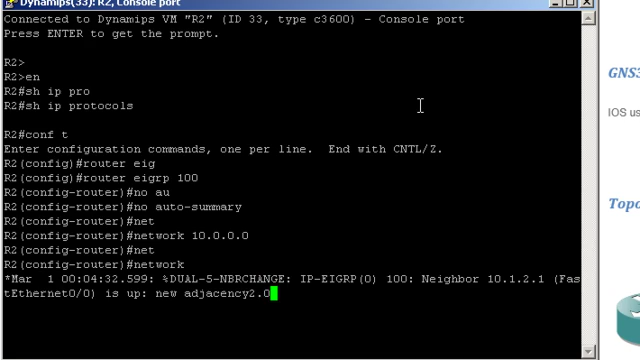 Dynamips(33): R2, Console port
Connected to Dynamips VM "R2" (ID 33, type c3600) - Console port
Press ENTER to get the prompt.
R2>
R2>en
R2#sh ip pro
R2#sh ip protocols
R2#conf t
Enter configuration commands, one per line.  End with CNTL/Z.
R2(config)#router eig
R2(config)#router eigrp 100
R2(config-router)#no au
R2(config-router)#no auto-summary
R2(config-router)#net
R2(config-router)#network 10.0.0.0
R2(config-router)#net
R2(config-router)#network
*Mar  1 00:04:32.599: %DUAL-5-NBRCHANGE: IP-EIGRP(0) 100: Neighbor 10.1.2.1 (Fas
tEthernet0/0) is up: new adjacency2.0
GNS3
IOS us
Topo